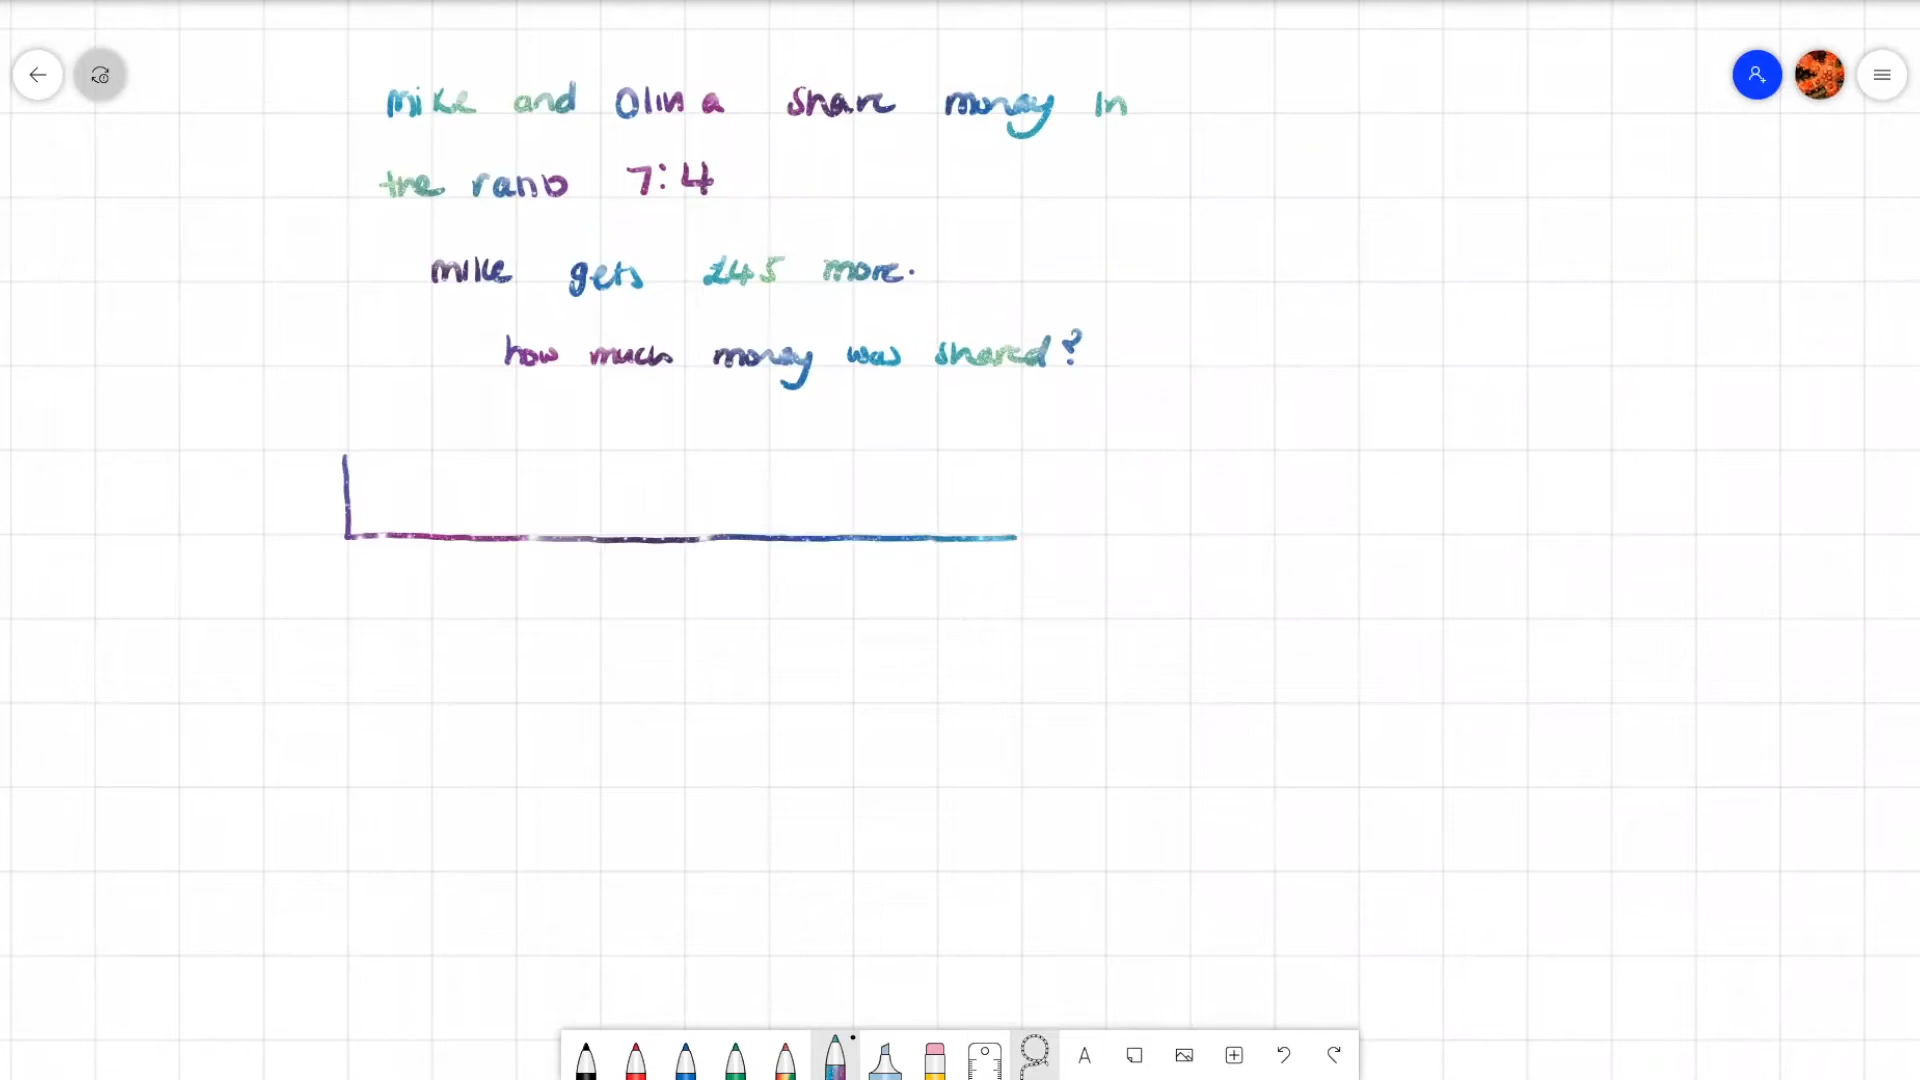 Mike and Olivia share money in
the ratio 7:4
Mike gets £45 more.
how much money was shared?
A